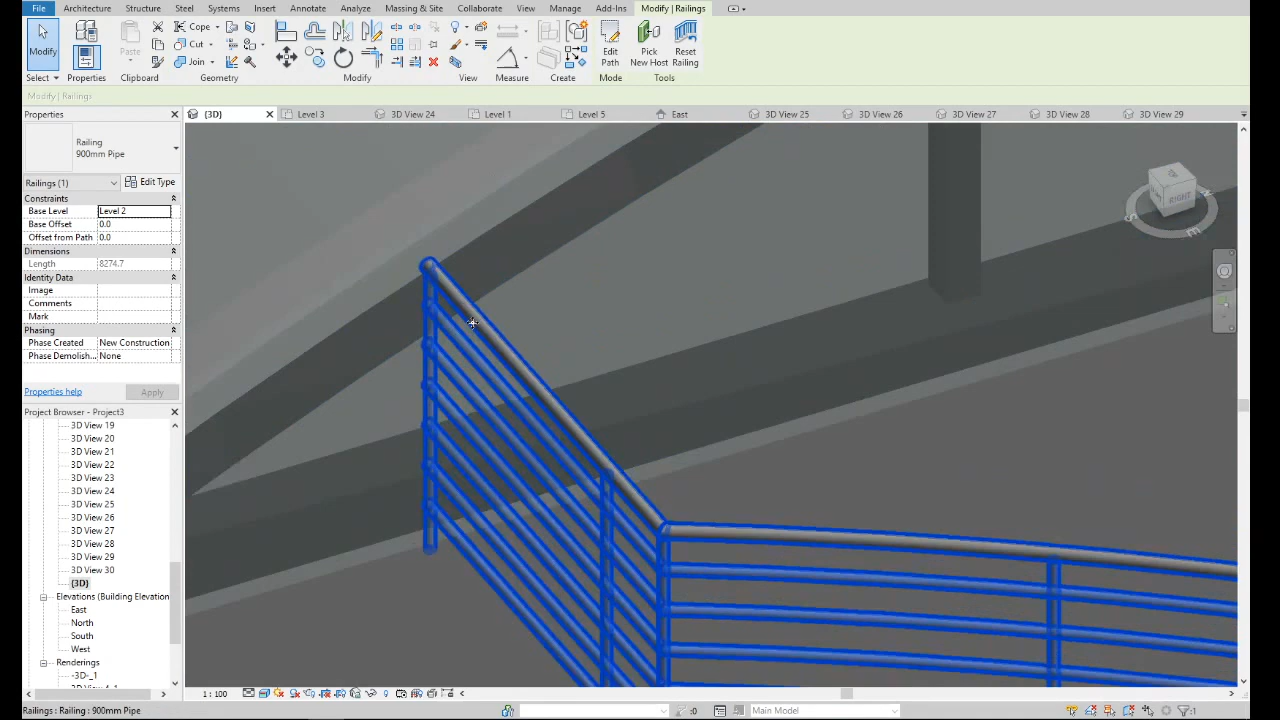 File Architecture Structure Steel Systems Insert Annotate Analyze Massing & Site Collaborate View Manage Add-Ins Modify | Railings
Modify
Properties
Paste
Cope
Cut
Join
Edit Path
Pick New Host
Reset Railing
Select Properties Clipboard Geometry Modify View Measure Create Mode Tools
Modify | Railings
Properties
{3D} Level 3 3D View 24 Level 1 Level 5 East 3D View 25 3D View 26 3D View 27 3D View 28 3D View 29
Railing
900mm Pipe
Railings (1) Edit Type
Constraints
Base Level Level 2
Base Offset 0.0
Offset from Path 0.0
Dimensions
Length 8274.7
Identity Data
Image
Comments
Mark
Phasing
Phase Created New Construction
Phase Demolish... None
Properties help Apply
Project Browser - Project3
3D View 19
3D View 20
3D View 21
3D View 22
3D View 23
3D View 24
3D View 25
3D View 26
3D View 27
3D View 28
3D View 29
3D View 30
{3D}
Elevations (Building Elevation
East
North
South
West
Renderings
-3D-_1
RIGHT
1 : 100
Railings : Railing : 900mm Pipe
:0
Main Model
:1